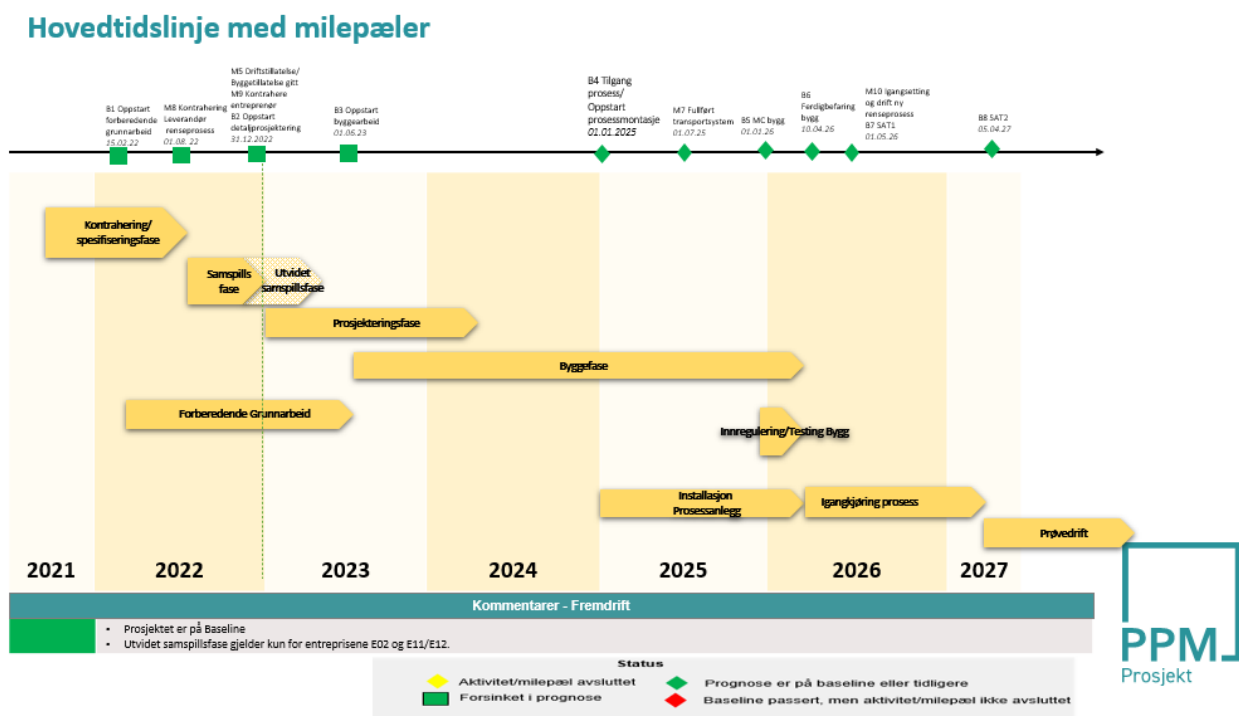 Hovedtidslinje med milepæler
B1 Oppstart
forberedende
grunnarbeid
15.02.22
M8 Kontrahering
Leverandør
renseprosess
01.08. 22
M5 Driftstillatelse/
Byggetillatelse gitt
M9 Kontrahere
entreprenør
B2 Oppstart
detaljprosjektering
31.12.2022
B3 Oppstart
byggearbeid
01.06.23
B4 Tilgang
prosess/
Oppstart
prosessmontasje
01.01.2025
M7 Fullført
transportsystem
01.07.25
B5 MC bygg
01.01.26
B6
Ferdigbefaring
bygg
10.04.26
M10 Igangsetting
og drift ny
renseprosess
B7 SAT1
01.05.26
B8 SAT2
05.04.27
Kontrahering/
spesifiseringsfase
Samspills
fase
Utvidet
samspillsfase
Prosjekteringsfase
Byggefase
Forberedende Grunnarbeid
Innregulering/Testing Bygg
Installasjon
Prosessanlegg
Igangkjøring prosess
Prøvedrift
2021
2022
2023
2024
2025
2026
2027
Kommentarer - Fremdrift
• Prosjektet er på Baseline
• Utvidet samspillsfase gjelder kun for entreprisene E02 og E11/E12.
Status
Aktivitet/milepæl avsluttet
Prognose er på baseline eller tidligere
Forsinket i prognose
Baseline passert, men aktivitet/milepæl ikke avsluttet
PPM
Prosjekt